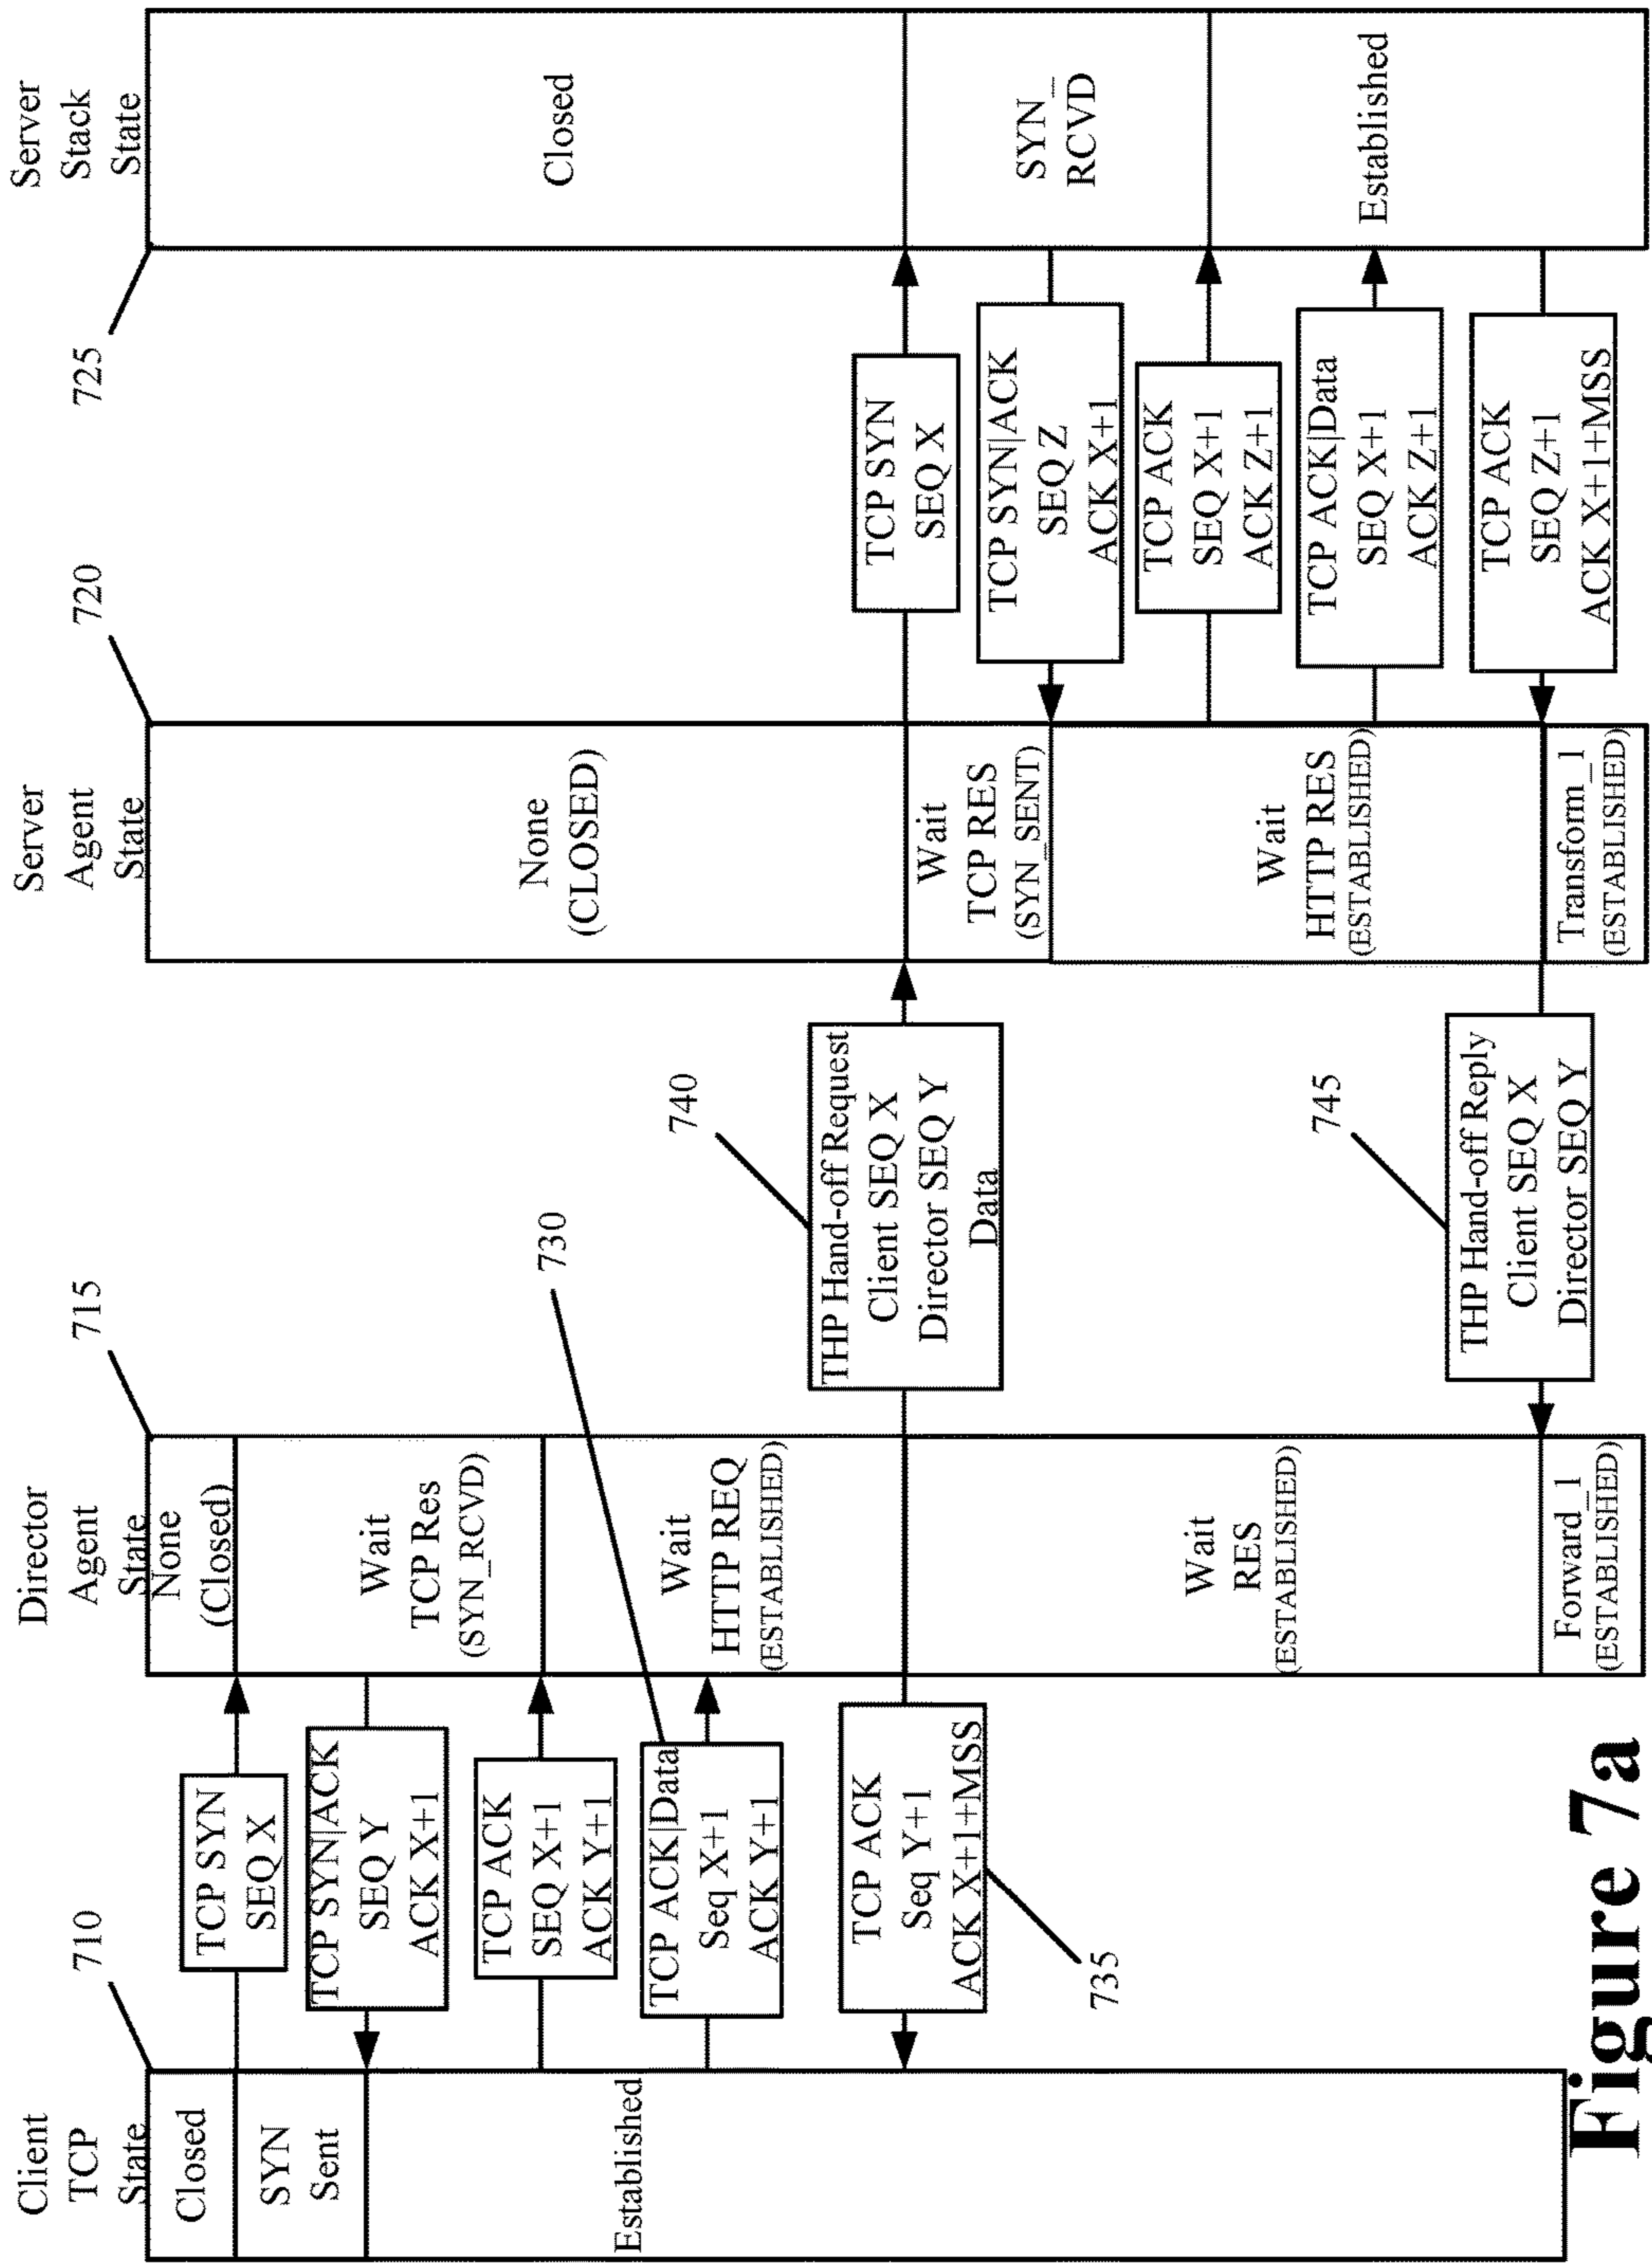 Client
TCP
State
Director
Agent
State
Server
Agent
State
Server
Stack
State
710
715
720
725
Closed
SYN
Sent
Established
TCP SYN
SEQ X
TCP SYN|ACK
SEQ Y
ACK X+1
TCP ACK
SEQ X+1
ACK Y+1
TCP ACK|Data
Seq X+1
ACK Y+1
730
TCP ACK
Seq Y+1
ACK X+1+MSS
735
None
(Closed)
Wait
TCP Res
(SYN_RCVD)
Wait
HTTP REQ
(ESTABLISHED)
Wait
RES
(ESTABLISHED)
Forward_1
(ESTABLISHED)
740
THP Hand-off Request
Client SEQ X
Director SEQ Y
Data
745
THP Hand-off Reply
Client SEQ X
Director SEQ Y
None
(CLOSED)
Wait
TCP RES
(SYN_SENT)
Wait
HTTP RES
(ESTABLISHED)
Transform_1
(ESTABLISHED)
TCP SYN
SEQ X
TCP SYN|ACK
SEQ Z
ACK X+1
TCP ACK
SEQ X+1
ACK Z+1
TCP ACK|Data
SEQ X+1
ACK Z+1
TCP ACK
SEQ Z+1
ACK X+1+MSS
Closed
SYN_
RCVD
Established
Figure 7a